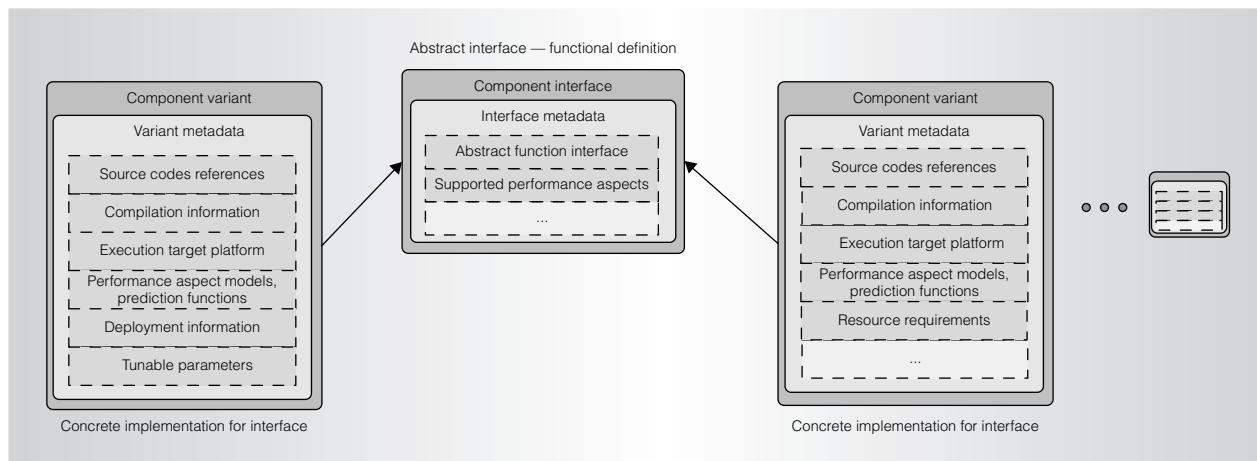 Abstract interface — functional definition
Component variant
Variant metadata
Source codes references
Compilation information
Execution target platform
Performance aspect models,
prediction functions
Deployment information
Tunable parameters
Concrete implementation for interface
Component interface
Interface metadata
Abstract function interface
Supported performance aspects
...
Component variant
Variant metadata
Source codes references
Compilation information
Execution target platform
Performance aspect models,
prediction functions
Resource requirements
...
Concrete implementation for interface